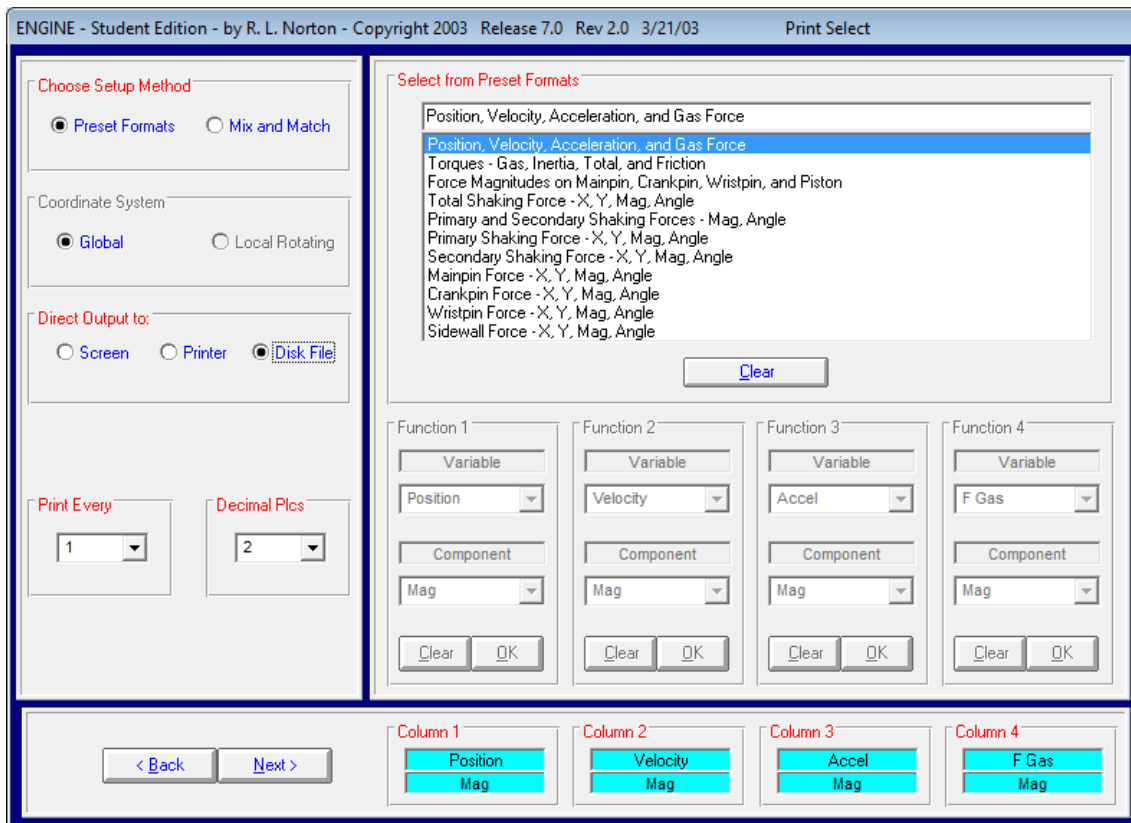 ENGINE - Student Edition - by R. L. Norton - Copyright 2003 Release 7.0 Rev 2.0 3/21/03 Print Select
Choose Setup Method
Preset Formats Mix and Match
Coordinate System
Global Local Rotating
Direct Output to:
Screen Printer Disk File
Print Every Decimal Plcs
1 2
Select from Preset Formats
Position, Velocity, Acceleration, and Gas Force
Position, Velocity, Acceleration, and Gas Force
Torques - Gas, Inertia, Total, and Friction
Force Magnitudes on Mainpin, Crankpin, Wristpin, and Piston
Total Shaking Force - X, Y, Mag, Angle
Primary and Secondary Shaking Forces - Mag, Angle
Primary Shaking Force - X, Y, Mag, Angle
Secondary Shaking Force - X, Y, Mag, Angle
Mainpin Force - X, Y, Mag, Angle
Crankpin Force - X, Y, Mag, Angle
Wristpin Force - X, Y, Mag, Angle
Sidewall Force - X, Y, Mag, Angle
Clear
Function 1 Function 2 Function 3 Function 4
Variable Variable Variable Variable
Position Velocity Accel F Gas
Component Component Component Component
Mag Mag Mag Mag
Clear OK Clear OK Clear OK Clear OK
< Back Next >
Column 1 Column 2 Column 3 Column 4
Position Velocity Accel F Gas
Mag Mag Mag Mag